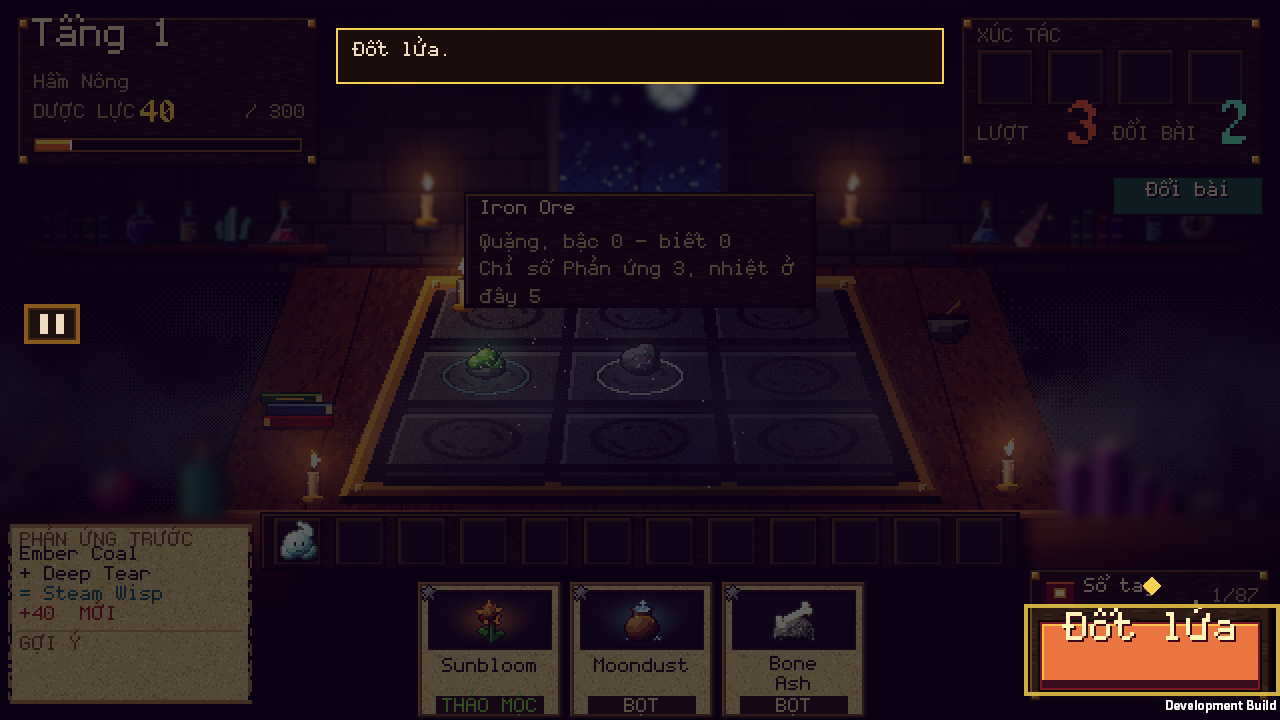 Tầng 1
Hầm Nông
DƯỢC LỰC 40 / 300
Đốt lửa.
XÚC TÁC
LƯỢT 3 ĐỔI BÀI 2
Đổi bài
Iron Ore
Quặng, bậc 0 – biết 0
Chỉ số Phản ứng 3, nhiệt ở
đây 5
PHẢN ỨNG TRƯỚC
Ember Coal
+ Deep Tear
= Steam Wisp
+40 MỚI
GỢI Ý
Sunbloom
THẢO MỘC
Moondust
BỘT
Bone
Ash
BỘT
Sổ ta
1/87
Đốt lửa
Development Build